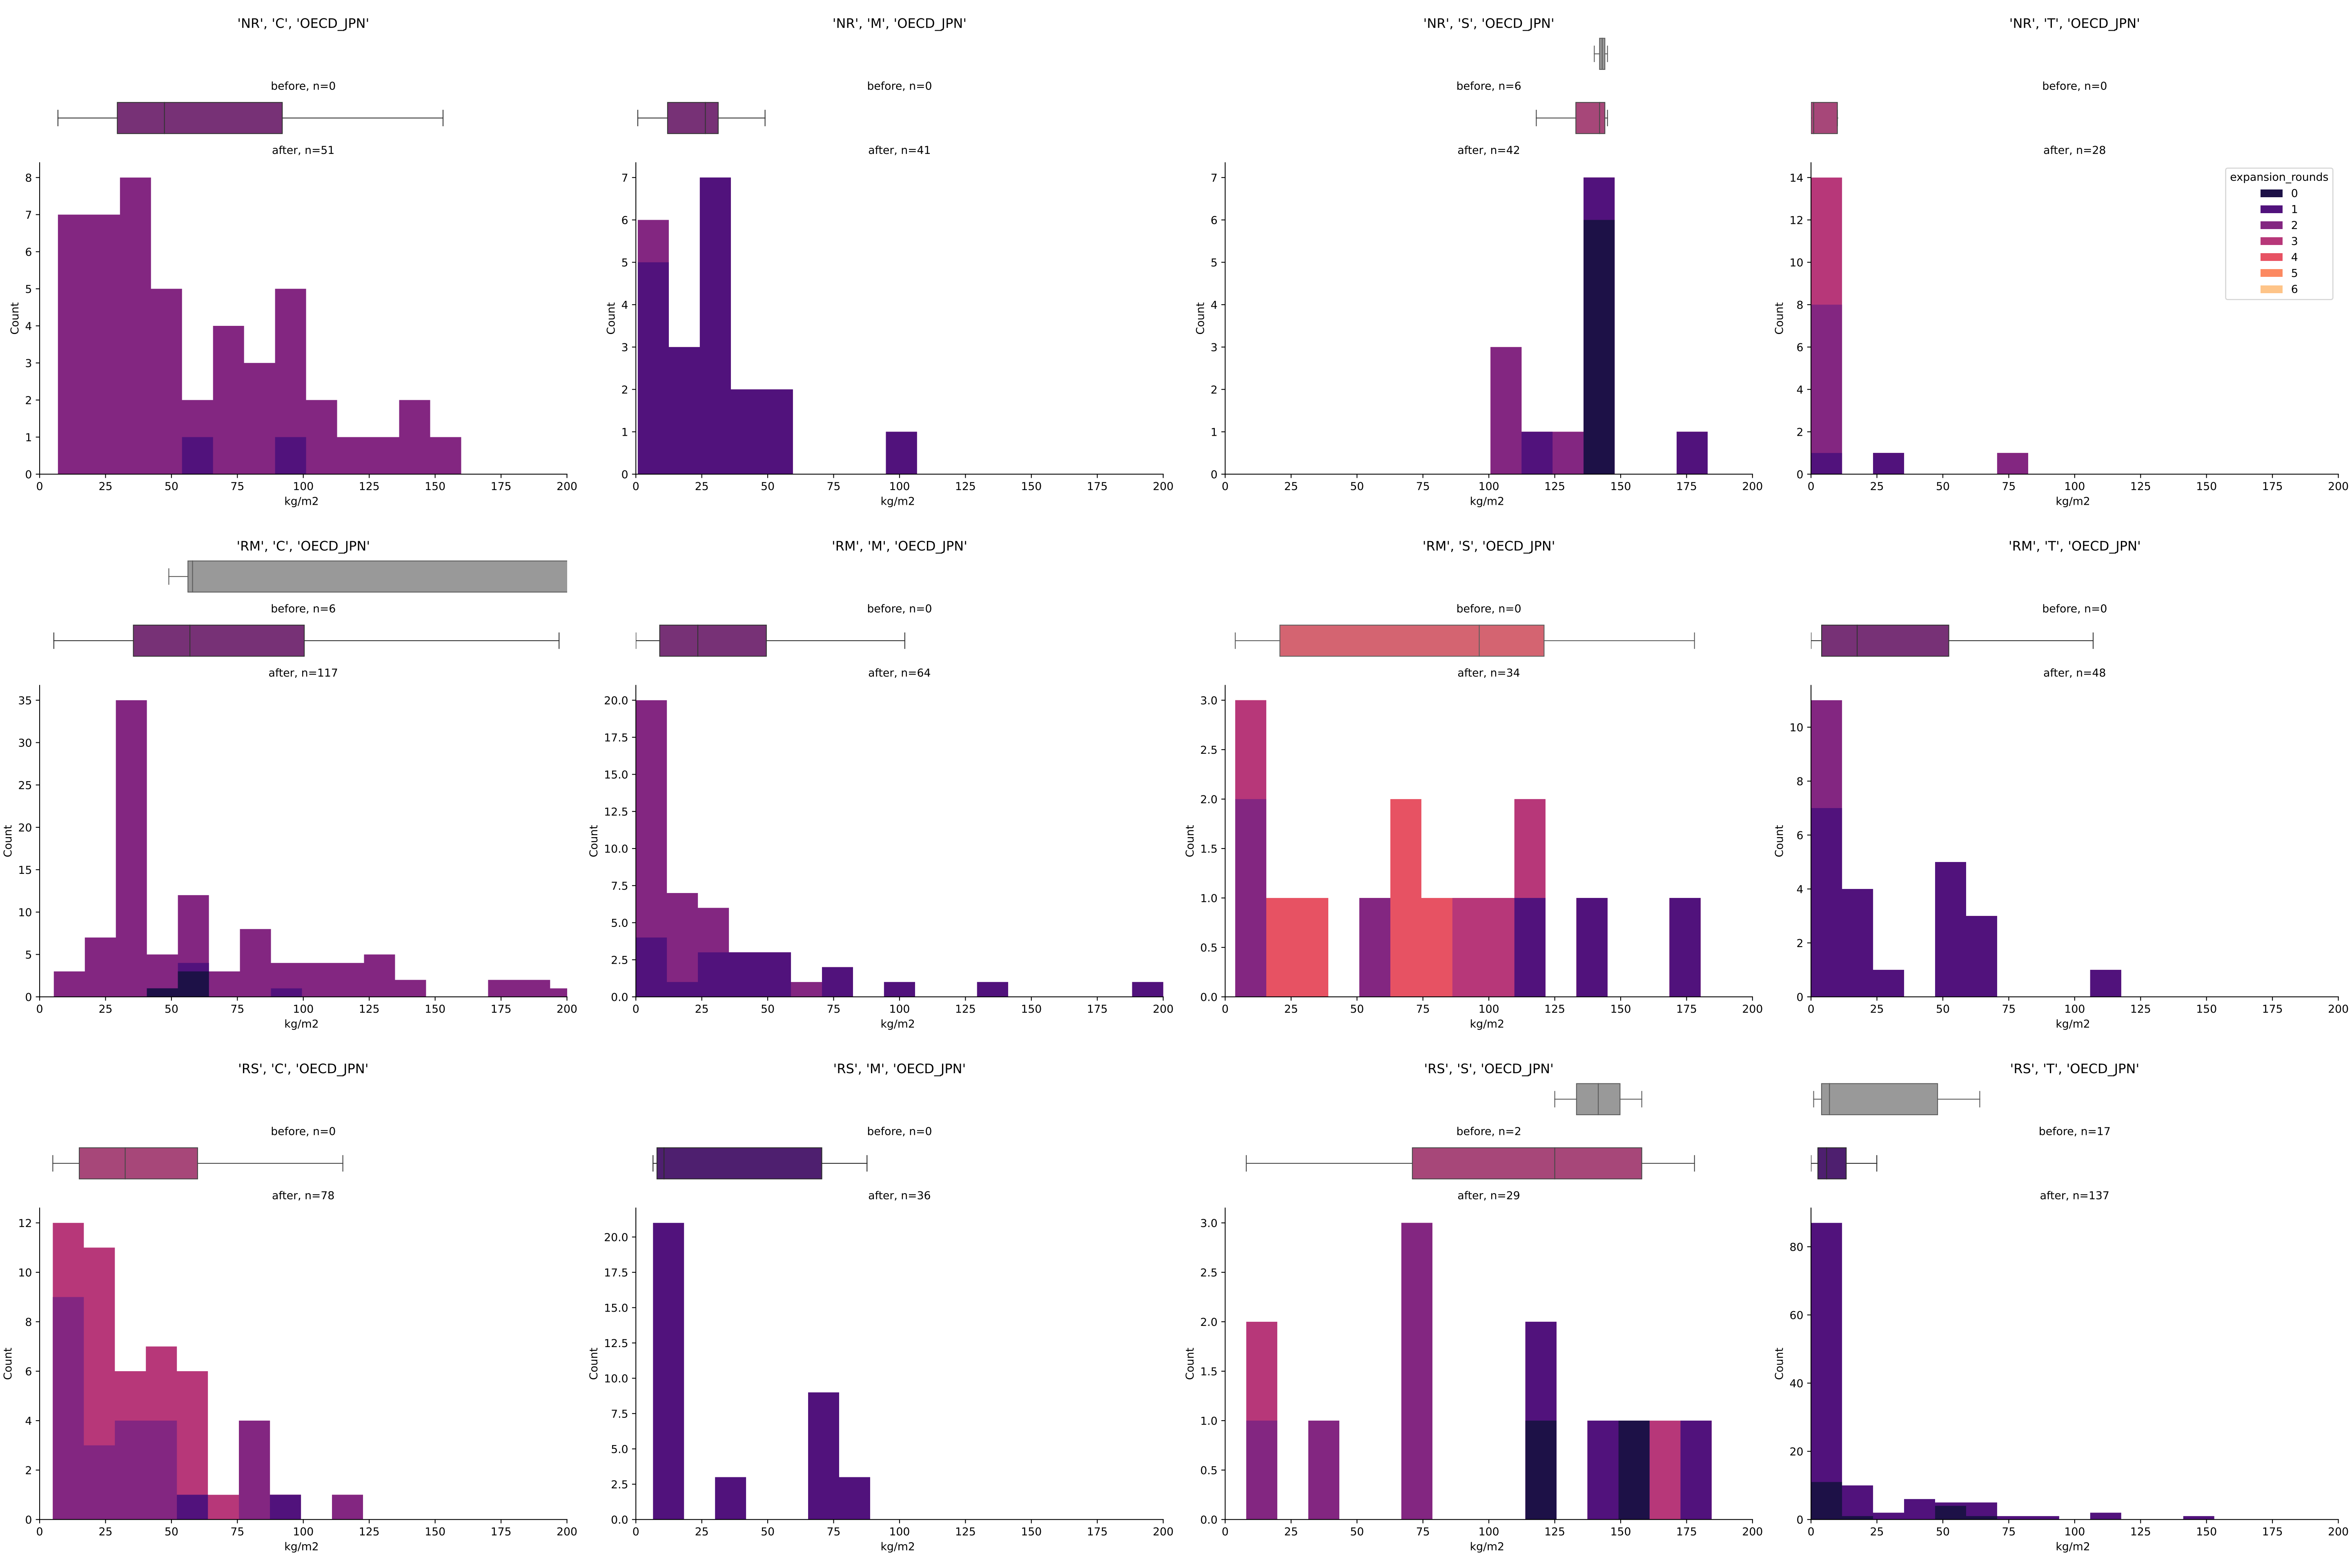 'NR', 'C', 'OECD_JPN'
before, n=0
after, n=51
8
7
6
5
4
3
2
1
0
Count
0 25 50 75 100 125 150 175 200
kg/m2
'NR', 'M', 'OECD_JPN'
before, n=0
after, n=41
7
6
5
4
3
2
1
0
Count
0 25 50 75 100 125 150 175 200
kg/m2
'NR', 'S', 'OECD_JPN'
before, n=6
after, n=42
7
6
5
4
3
2
1
0
Count
0 25 50 75 100 125 150 175 200
kg/m2
'NR', 'T', 'OECD_JPN'
before, n=0
after, n=28
14
12
10
8
6
4
2
0
Count
expansion_rounds
0
1
2
3
4
5
6
0 25 50 75 100 125 150 175 200
kg/m2
'RM', 'C', 'OECD_JPN'
before, n=6
after, n=117
35
30
25
20
15
10
5
0
Count
0 25 50 75 100 125 150 175 200
kg/m2
'RM', 'M', 'OECD_JPN'
before, n=0
after, n=64
20.0
17.5
15.0
12.5
10.0
7.5
5.0
2.5
0.0
Count
0 25 50 75 100 125 150 175 200
kg/m2
'RM', 'S', 'OECD_JPN'
before, n=0
after, n=34
3.0
2.5
2.0
1.5
1.0
0.5
0.0
Count
0 25 50 75 100 125 150 175 200
kg/m2
'RM', 'T', 'OECD_JPN'
before, n=0
after, n=48
10
8
6
4
2
0
Count
0 25 50 75 100 125 150 175 200
kg/m2
'RS', 'C', 'OECD_JPN'
before, n=0
after, n=78
12
10
8
6
4
2
0
Count
0 25 50 75 100 125 150 175 200
kg/m2
'RS', 'M', 'OECD_JPN'
before, n=0
after, n=36
20.0
17.5
15.0
12.5
10.0
7.5
5.0
2.5
0.0
Count
0 25 50 75 100 125 150 175 200
kg/m2
'RS', 'S', 'OECD_JPN'
before, n=2
after, n=29
3.0
2.5
2.0
1.5
1.0
0.5
0.0
Count
0 25 50 75 100 125 150 175 200
kg/m2
'RS', 'T', 'OECD_JPN'
before, n=17
after, n=137
80
60
40
20
0
Count
0 25 50 75 100 125 150 175 200
kg/m2